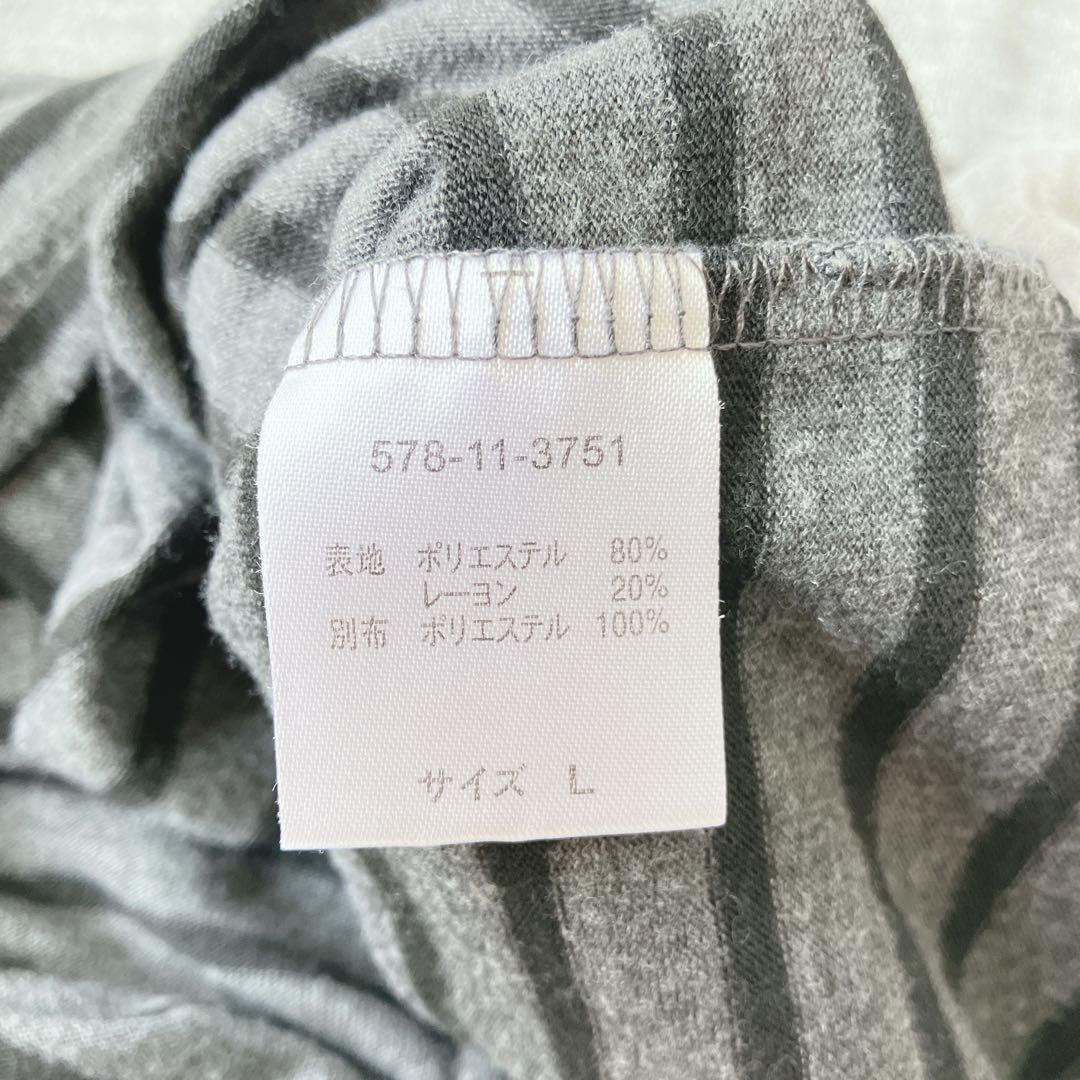 578-11-3751
表地 ポリエステル 80%
レーヨン 20%
別布 ポリエステル 100%
サイズ L